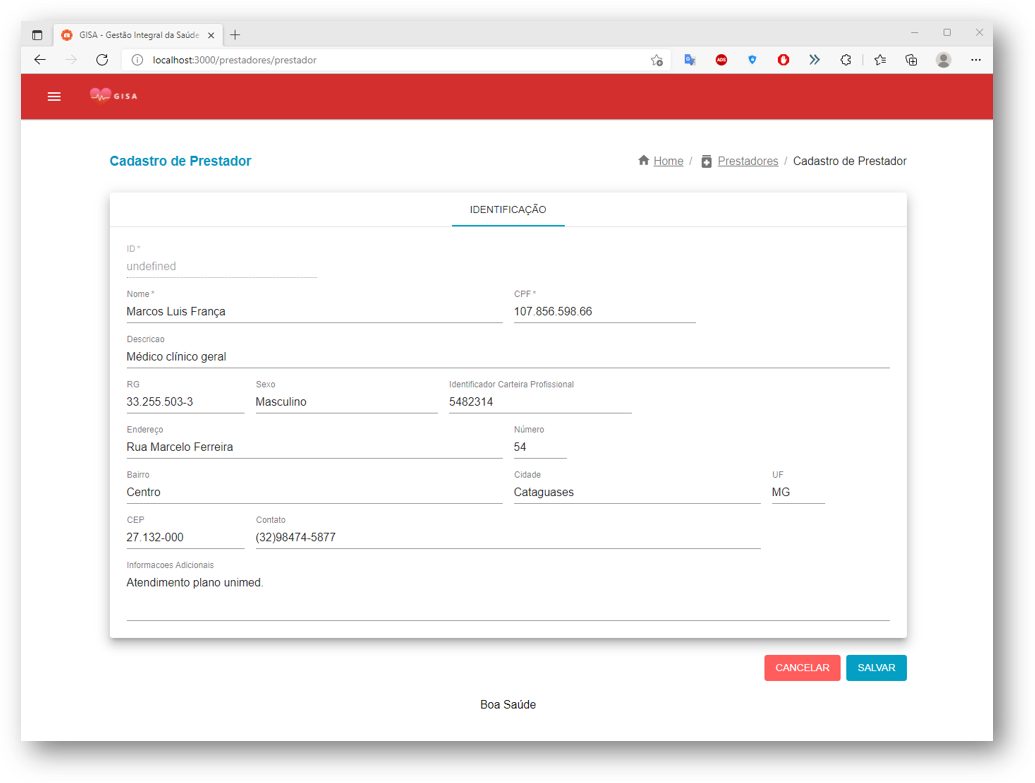 GISA - Gestão Integral da Saúde
localhost:3000/prestadores/prestador
ADS
GISA
Cadastro de Prestador
Home / Prestadores / Cadastro de Prestador
IDENTIFICAÇÃO
ID *
undefined
Nome * CPF *
Marcos Luis França 107.856.598.66
Descricao
Médico clínico geral
RG Sexo Identificador Carteira Profissional
33.255.503-3 Masculino 5482314
Endereço Número
Rua Marcelo Ferreira 54
Bairro Cidade UF
Centro Cataguases MG
CEP Contato
27.132-000 (32)98474-5877
Informacoes Adicionais
Atendimento plano unimed.
CANCELAR SALVAR
Boa Saúde